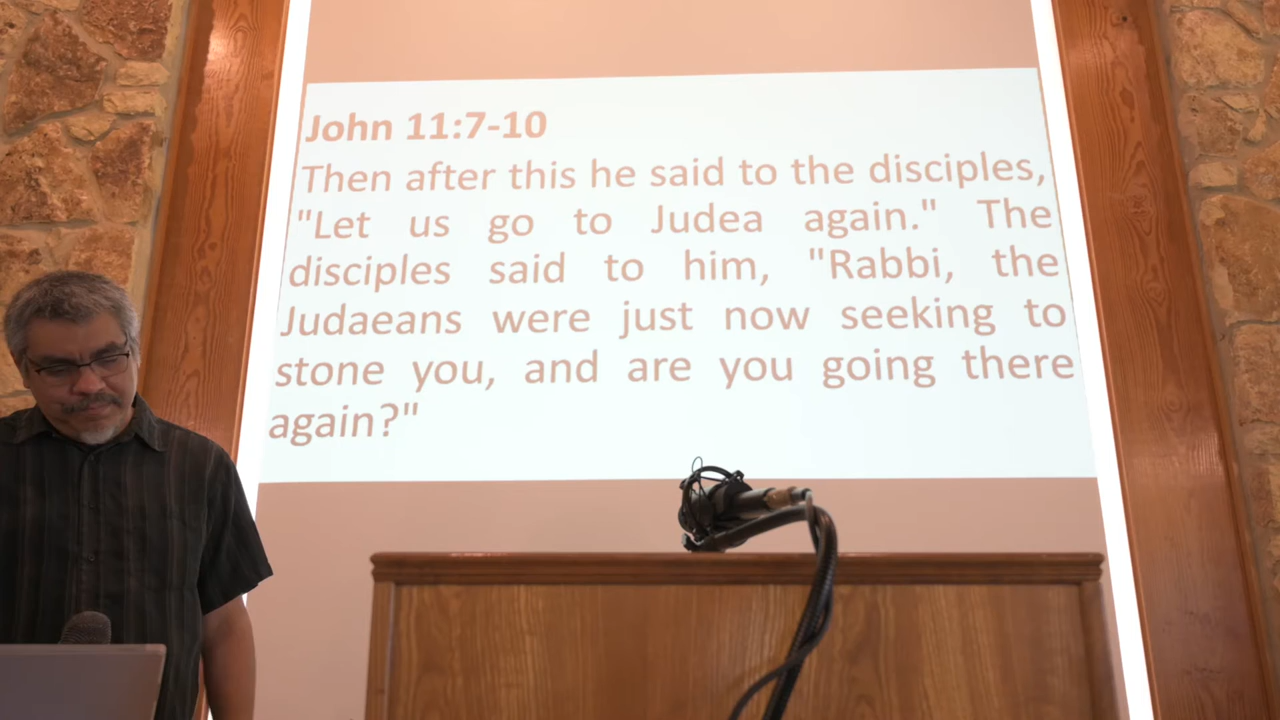 John 11:7-10
Then after this he said to the disciples,
"Let us go to Judea again." The
disciples said to him, "Rabbi, the
Judaeans were just now seeking to
stone you, and are you going there
again?"